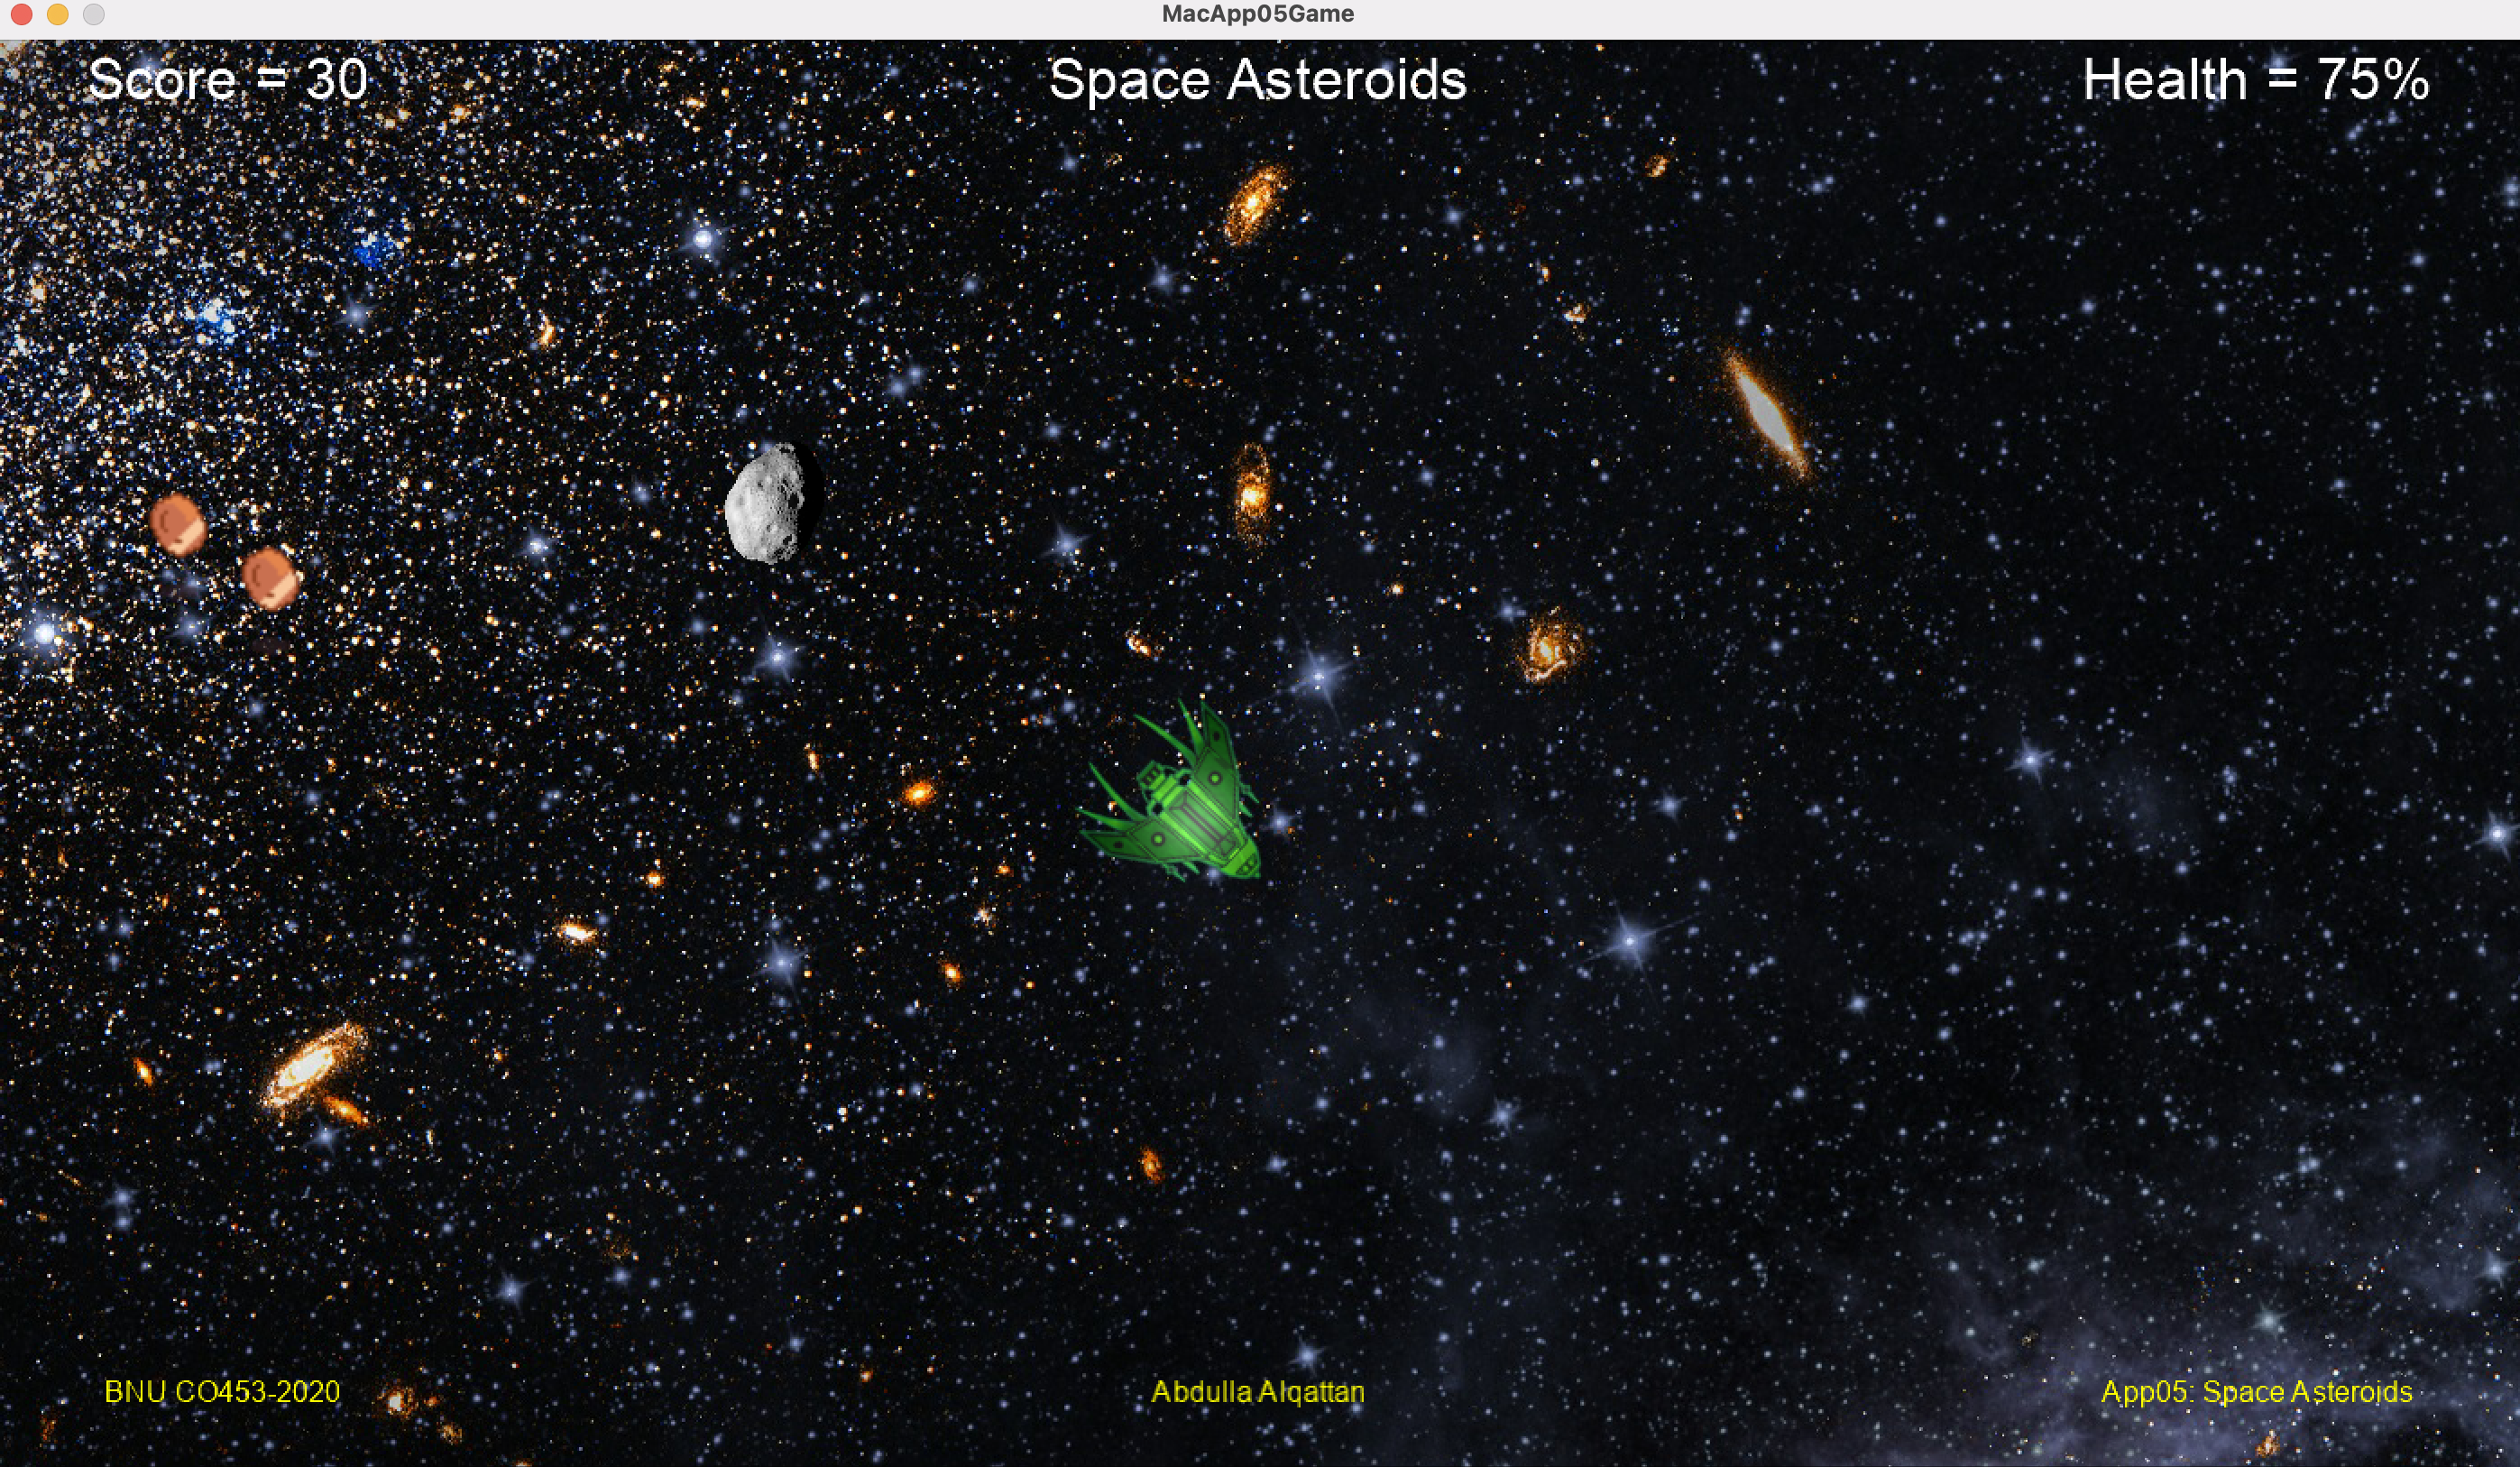 MacApp05Game
Score = 30
Space Asteroids
Health = 75%
BNU CO453-2020
Abdulla Alqattan
App05: Space Asteroids